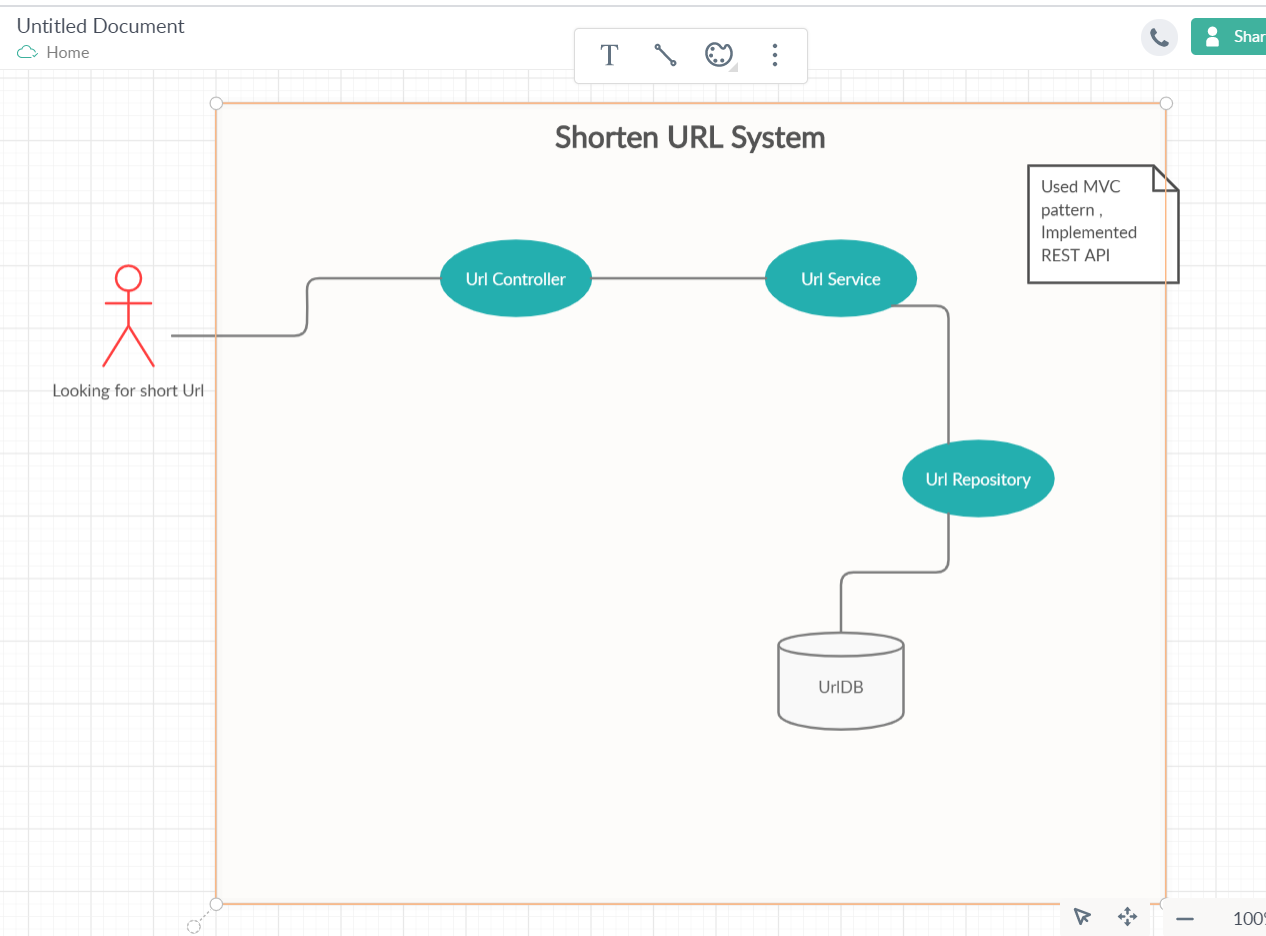 Untitled Document
Home
T
Shar
Shorten URL System
Used MVC
pattern ,
Implemented
REST API
Url Controller
Url Service
Looking for short Url
Url Repository
UrlDB
100%